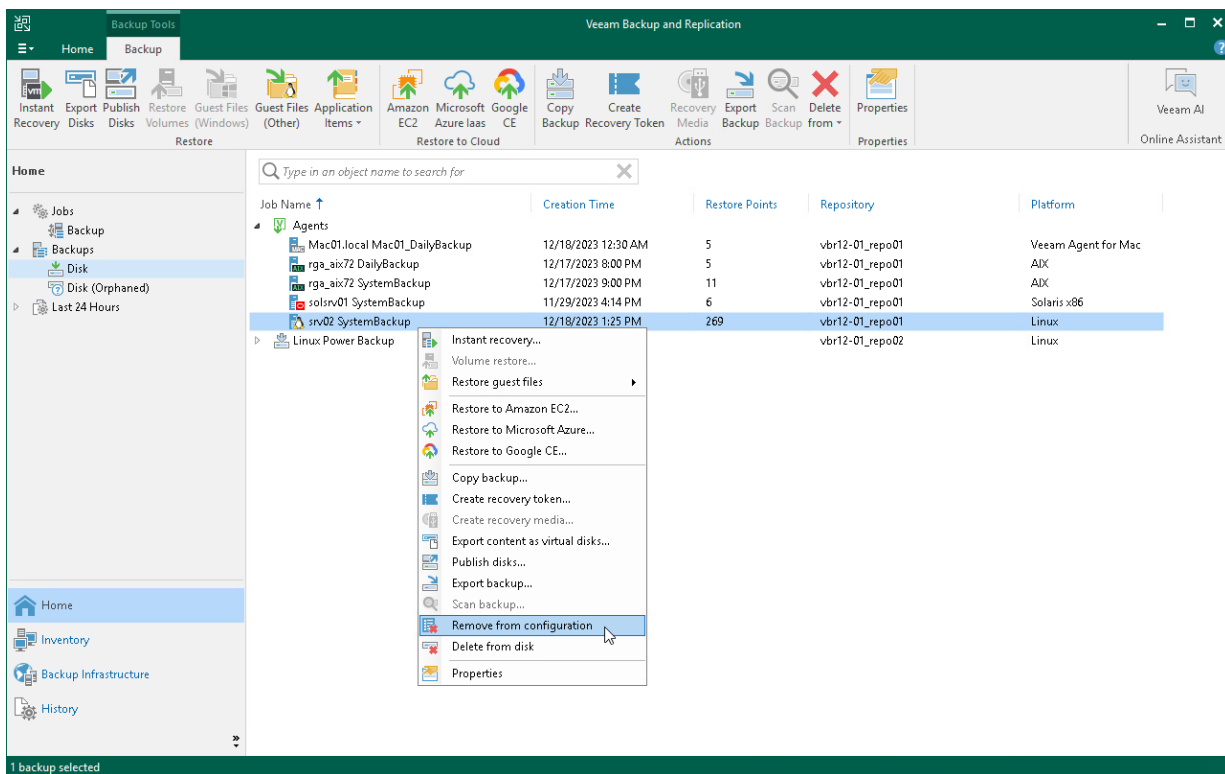 Backup Tools
Veeam Backup and Replication
Home Backup
Instant Recovery
Export Disks
Publish Disks
Restore Volumes
Guest Files (Windows)
Guest Files (Other)
Application Items
Amazon EC2
Microsoft Azure Iaas
Google CE
Copy Backup
Create Recovery Token
Recovery Media
Export Backup
Scan Backup
Delete from
Properties
Veeam AI
Restore
Restore to Cloud
Actions
Properties
Online Assistant
Home
Type in an object name to search for
Jobs
Backup
Backups
Disk
Disk (Orphaned)
Last 24 Hours
Job Name Creation Time Restore Points Repository Platform
Agents
Mac01.local Mac01_DailyBackup 12/18/2023 12:30 AM 5 vbr12-01_repo01 Veeam Agent for Mac
rga_aix72 DailyBackup 12/17/2023 8:00 PM 5 vbr12-01_repo01 AIX
rga_aix72 SystemBackup 12/17/2023 9:00 PM 11 vbr12-01_repo01 AIX
solsrv01 SystemBackup 11/29/2023 4:14 PM 6 vbr12-01_repo01 Solaris x86
srv02 SystemBackup 12/18/2023 1:25 PM 269 vbr12-01_repo01 Linux
Linux Power Backup vbr12-01_repo02 Linux
Instant recovery...
Volume restore...
Restore guest files
Restore to Amazon EC2...
Restore to Microsoft Azure...
Restore to Google CE...
Copy backup...
Create recovery token...
Create recovery media...
Export content as virtual disks...
Publish disks...
Export backup...
Scan backup...
Remove from configuration
Delete from disk
Properties
Home
Inventory
Backup Infrastructure
History
1 backup selected